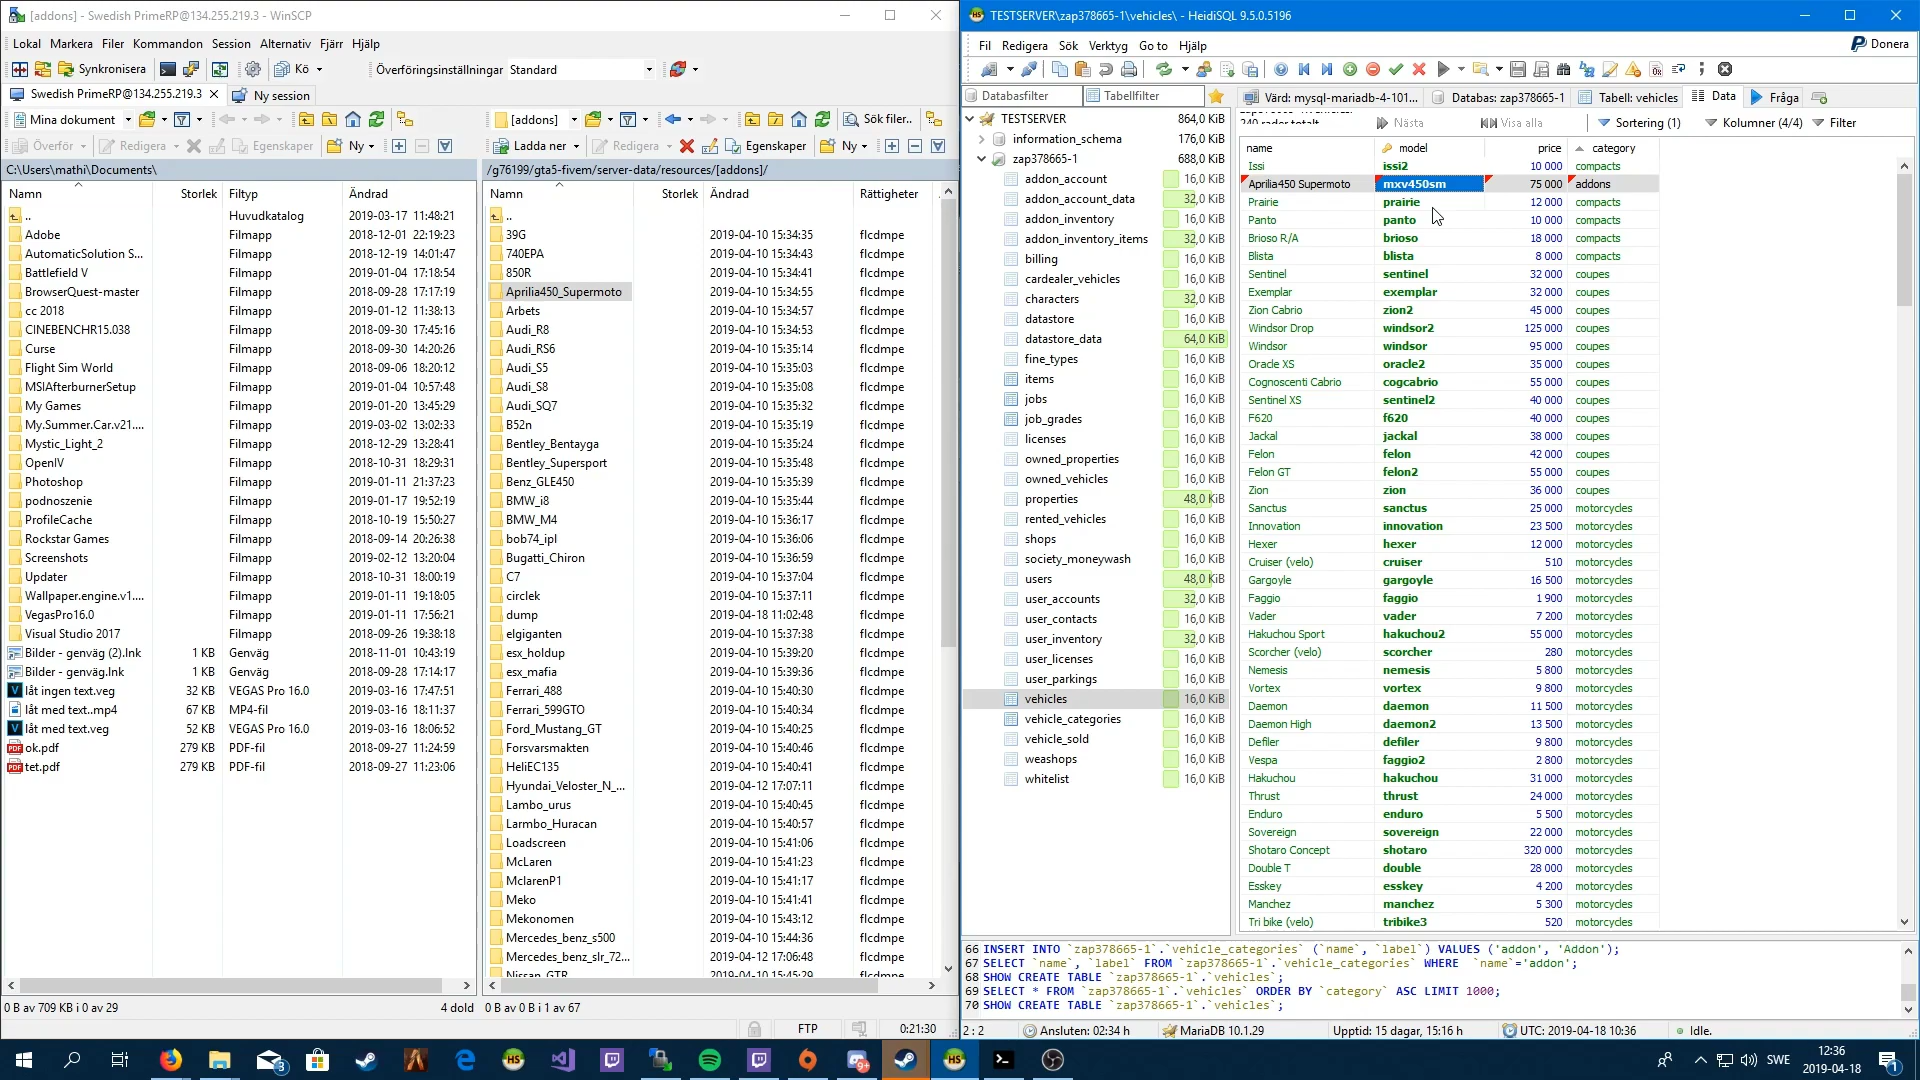 [addons] - Swedish PrimeRP@134.255.219.3 - WinSCP
Lokal Markera Filer Kommandon Session Alternativ Fjärr Hjälp
Synkronisera Kö Överföringsinställningar Standard
Swedish PrimeRP@134.255.219.3 Ny session
Mina dokument
Överför Redigera Egenskaper Ny
C:\Users\mathi\Documents\
Namn Storlek Filtyp Ändrad
.. Huvudkatalog 2019-03-17 11:48:21
Adobe Filmapp 2018-12-01 22:19:23
AutomaticSolution S... Filmapp 2018-12-19 14:01:47
Battlefield V Filmapp 2019-01-04 17:18:54
BrowserQuest-master Filmapp 2018-09-28 17:17:19
cc 2018 Filmapp 2019-01-12 11:38:13
CINEBENCHR15.038 Filmapp 2018-09-30 17:45:16
Curse Filmapp 2018-09-30 14:20:26
Flight Sim World Filmapp 2018-09-06 18:20:12
MSIAfterburnerSetup Filmapp 2019-01-04 10:57:48
My Games Filmapp 2019-01-20 13:45:29
My.Summer.Car.v21.... Filmapp 2019-03-02 13:02:33
Mystic_Light_2 Filmapp 2018-12-29 13:28:41
OpenIV Filmapp 2018-10-31 18:29:31
Photoshop Filmapp 2019-01-11 21:37:23
podnoszenie Filmapp 2019-01-17 19:52:19
ProfileCache Filmapp 2018-10-19 15:50:27
Rockstar Games Filmapp 2018-09-14 20:26:38
Screenshots Filmapp 2019-02-12 13:20:04
Updater Filmapp 2018-10-31 18:00:19
Wallpaper.engine.v1.... Filmapp 2019-01-11 19:18:05
VegasPro16.0 Filmapp 2019-01-11 17:56:21
Visual Studio 2017 Filmapp 2018-09-26 19:38:18
Bilder - genväg (2).lnk 1 KB Genväg 2018-11-01 10:43:19
Bilder - genväg.lnk 1 KB Genväg 2018-09-28 17:14:17
låt ingen text.veg 32 KB VEGAS Pro 16.0 2019-03-16 17:47:51
låt med text..mp4 67 KB MP4-fil 2019-03-16 18:11:37
låt med text.veg 52 KB VEGAS Pro 16.0 2019-03-16 18:06:52
ok.pdf 279 KB PDF-fil 2018-09-27 11:24:59
tet.pdf 279 KB PDF-fil 2018-09-27 11:23:06
0 B av 709 KB i 0 av 29 4 dold
[addons] Sök filer..
Ladda ner Redigera Egenskaper Ny
/g76199/gta5-fivem/server-data/resources/[addons]/
Namn Storlek Ändrad Rättigheter
..
39G 2019-04-10 15:34:35 flcdmpe
740EPA 2019-04-10 15:34:43 flcdmpe
850R 2019-04-10 15:34:41 flcdmpe
Aprilia450_Supermoto 2019-04-10 15:34:55 flcdmpe
Arbets 2019-04-10 15:34:57 flcdmpe
Audi_R8 2019-04-10 15:34:53 flcdmpe
Audi_RS6 2019-04-10 15:35:14 flcdmpe
Audi_S5 2019-04-10 15:35:03 flcdmpe
Audi_S8 2019-04-10 15:35:08 flcdmpe
Audi_SQ7 2019-04-10 15:35:32 flcdmpe
B52n 2019-04-10 15:35:19 flcdmpe
Bentley_Bentayga 2019-04-10 15:35:24 flcdmpe
Bentley_Supersport 2019-04-10 15:35:48 flcdmpe
Benz_GLE450 2019-04-10 15:35:39 flcdmpe
BMW_i8 2019-04-10 15:35:44 flcdmpe
BMW_M4 2019-04-10 15:36:17 flcdmpe
bob74_ipl 2019-04-10 15:36:06 flcdmpe
Bugatti_Chiron 2019-04-10 15:36:59 flcdmpe
C7 2019-04-10 15:37:04 flcdmpe
circlek 2019-04-10 15:37:11 flcdmpe
dump 2019-04-18 11:02:48 flcdmpe
elgiganten 2019-04-10 15:37:38 flcdmpe
esx_holdup 2019-04-10 15:39:20 flcdmpe
esx_mafia 2019-04-10 15:39:36 flcdmpe
Ferrari_488 2019-04-10 15:40:30 flcdmpe
Ferrari_599GTO 2019-04-10 15:40:34 flcdmpe
Ford_Mustang_GT 2019-04-10 15:40:25 flcdmpe
Forsvarsmakten 2019-04-10 15:40:46 flcdmpe
HeliEC135 2019-04-10 15:40:41 flcdmpe
Hyundai_Veloster_N_... 2019-04-12 17:07:11 flcdmpe
Lambo_urus 2019-04-10 15:40:45 flcdmpe
Larmbo_Huracan 2019-04-10 15:40:57 flcdmpe
Loadscreen 2019-04-10 15:41:06 flcdmpe
McLaren 2019-04-10 15:41:23 flcdmpe
MclarenP1 2019-04-10 15:41:17 flcdmpe
Meko 2019-04-10 15:41:41 flcdmpe
Mekonomen 2019-04-10 15:43:12 flcdmpe
Mercedes_benz_s500 2019-04-10 15:44:36 flcdmpe
Mercedes_benz_slr_72... 2019-04-12 17:06:48 flcdmpe
Nissan_GTR 2019-04-10 15:45:29 flcdmpe
0 B av 0 B i 1 av 67
FTP 0:21:30
TESTSERVER\zap378665-1\vehicles\ - HeidiSQL 9.5.0.5196
Fil Redigera Sök Verktyg Go to Hjälp Donera
Databasfilter Tabellfilter
TESTSERVER 864,0 KiB
information_schema 176,0 KiB
zap378665-1 688,0 KiB
addon_account 16,0 KiB
addon_account_data 32,0 KiB
addon_inventory 16,0 KiB
addon_inventory_items 32,0 KiB
billing 16,0 KiB
cardealer_vehicles 16,0 KiB
characters 32,0 KiB
datastore 16,0 KiB
datastore_data 64,0 KiB
fine_types 16,0 KiB
items 16,0 KiB
jobs 16,0 KiB
job_grades 16,0 KiB
licenses 16,0 KiB
owned_properties 16,0 KiB
owned_vehicles 16,0 KiB
properties 48,0 KiB
rented_vehicles 16,0 KiB
shops 16,0 KiB
society_moneywash 16,0 KiB
users 48,0 KiB
user_accounts 32,0 KiB
user_contacts 16,0 KiB
user_inventory 32,0 KiB
user_licenses 16,0 KiB
user_parkings 16,0 KiB
vehicles 16,0 KiB
vehicle_categories 16,0 KiB
vehicle_sold 16,0 KiB
weashops 16,0 KiB
whitelist 16,0 KiB
Värd: mysql-mariadb-4-101... Databas: zap378665-1 Tabell: vehicles Data Fråga
Nästa Visa alla Sortering (1) Kolumner (4/4) Filter
name model price category
Issi issi2 10 000 compacts
Aprilia450 Supermoto mxv450sm 75 000 addons
Prairie prairie 12 000 compacts
Panto panto 10 000 compacts
Brioso R/A brioso 18 000 compacts
Blista blista 8 000 compacts
Sentinel sentinel 32 000 coupes
Exemplar exemplar 32 000 coupes
Zion Cabrio zion2 45 000 coupes
Windsor Drop windsor2 125 000 coupes
Windsor windsor 95 000 coupes
Oracle XS oracle2 35 000 coupes
Cognoscenti Cabrio cogcabrio 55 000 coupes
Sentinel XS sentinel2 40 000 coupes
F620 f620 40 000 coupes
Jackal jackal 38 000 coupes
Felon felon 42 000 coupes
Felon GT felon2 55 000 coupes
Zion zion 36 000 coupes
Sanctus sanctus 25 000 motorcycles
Innovation innovation 23 500 motorcycles
Hexer hexer 12 000 motorcycles
Cruiser (velo) cruiser 510 motorcycles
Gargoyle gargoyle 16 500 motorcycles
Faggio faggio 1 900 motorcycles
Vader vader 7 200 motorcycles
Hakuchou Sport hakuchou2 55 000 motorcycles
Scorcher (velo) scorcher 280 motorcycles
Nemesis nemesis 5 800 motorcycles
Vortex vortex 9 800 motorcycles
Daemon daemon 11 500 motorcycles
Daemon High daemon2 13 500 motorcycles
Defiler defiler 9 800 motorcycles
Vespa faggio2 2 800 motorcycles
Hakuchou hakuchou 31 000 motorcycles
Thrust thrust 24 000 motorcycles
Enduro enduro 5 500 motorcycles
Sovereign sovereign 22 000 motorcycles
Shotaro Concept shotaro 320 000 motorcycles
Double T double 28 000 motorcycles
Esskey esskey 4 200 motorcycles
Manchez manchez 5 300 motorcycles
Tri bike (velo) tribike3 520 motorcycles
66 INSERT INTO `zap378665-1`.`vehicle_categories` (`name`, `label`) VALUES ('addon', 'Addon');
67 SELECT `name`, `label` FROM `zap378665-1`.`vehicle_categories` WHERE `name`='addon';
68 SHOW CREATE TABLE `zap378665-1`.`vehicles`;
69 SELECT * FROM `zap378665-1`.`vehicles` ORDER BY `category` ASC LIMIT 1000;
70 SHOW CREATE TABLE `zap378665-1`.`vehicles`;
2 : 2 Ansluten: 02:34 h MariaDB 10.1.29 Upptid: 15 dagar, 15:16 h UTC: 2019-04-18 10:36 Idle.
SWE 12:36
2019-04-18